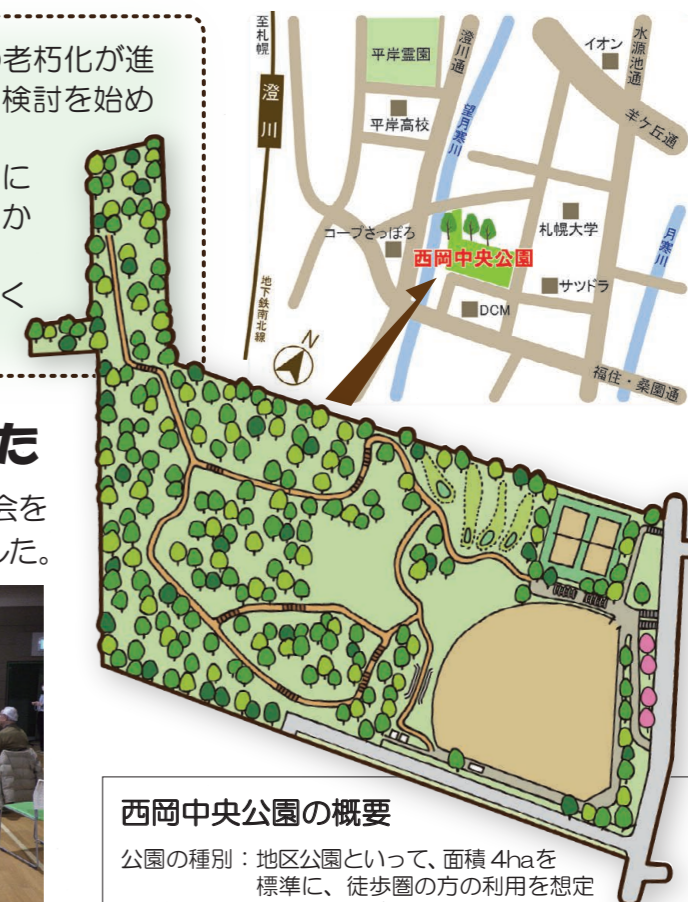 の老朽化が進
検討を始め
に
か
く
至札幌
澄川
地下鉄南北線
平岸霊園
平岸高校
澄川通
望月寒川
イオン
水源池通
羊ケ丘通
コープさっぽろ
西岡中央公園
札幌大学
サツドラ
DCM
月寒川
福住・桑園通
N
た
会を
した。
西岡中央公園の概要
公園の種別：地区公園といって、面積4haを
標準に、徒歩圏の方の利用を想定